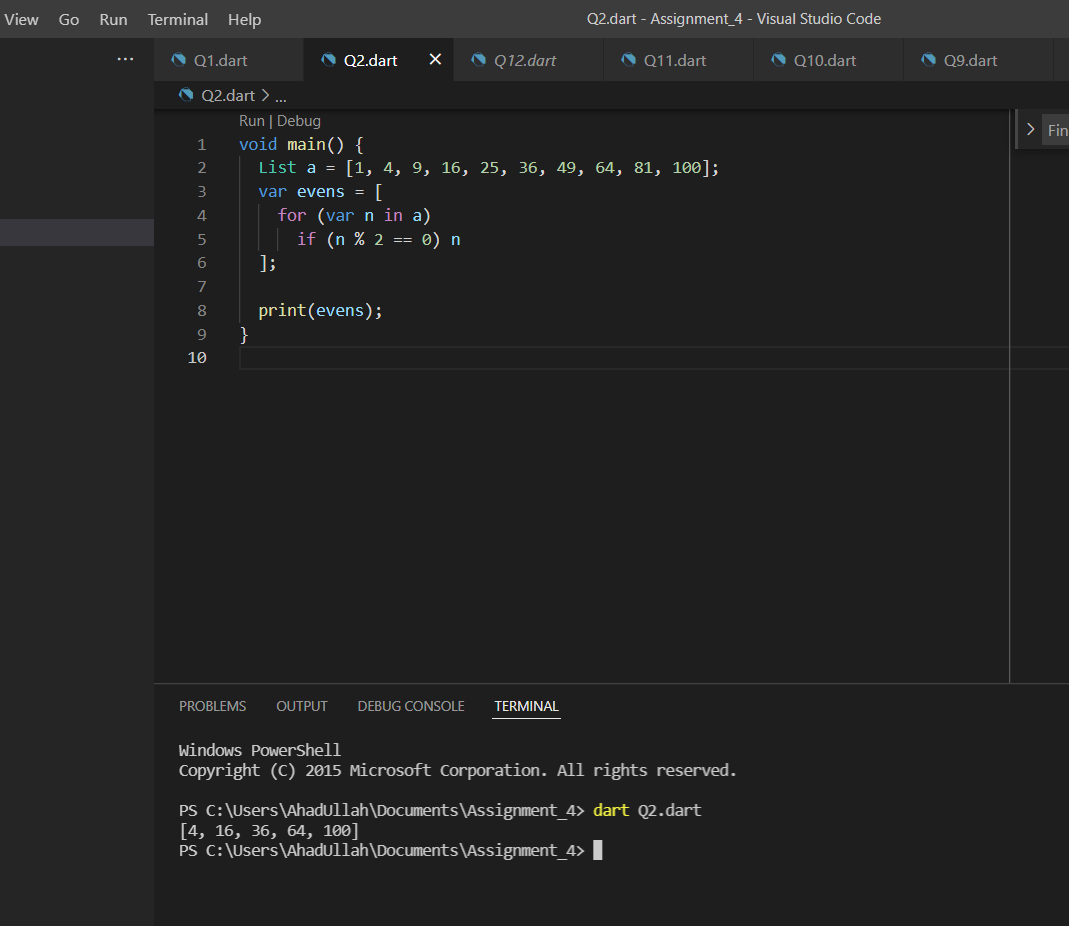 View Go Run Terminal Help Q2.dart - Assignment_4 - Visual Studio Code
... Q1.dart Q2.dart Q12.dart Q11.dart Q10.dart Q9.dart
Q2.dart > ...
Run | Debug
Fin
1 void main() {
2 List a = [1, 4, 9, 16, 25, 36, 49, 64, 81, 100];
3 var evens = [
4 for (var n in a)
5 if (n % 2 == 0) n
6 ];
7
8 print(evens);
9 }
10
PROBLEMS OUTPUT DEBUG CONSOLE TERMINAL
Windows PowerShell
Copyright (C) 2015 Microsoft Corporation. All rights reserved.
PS C:\Users\AhadUllah\Documents\Assignment_4> dart Q2.dart
[4, 16, 36, 64, 100]
PS C:\Users\AhadUllah\Documents\Assignment_4>